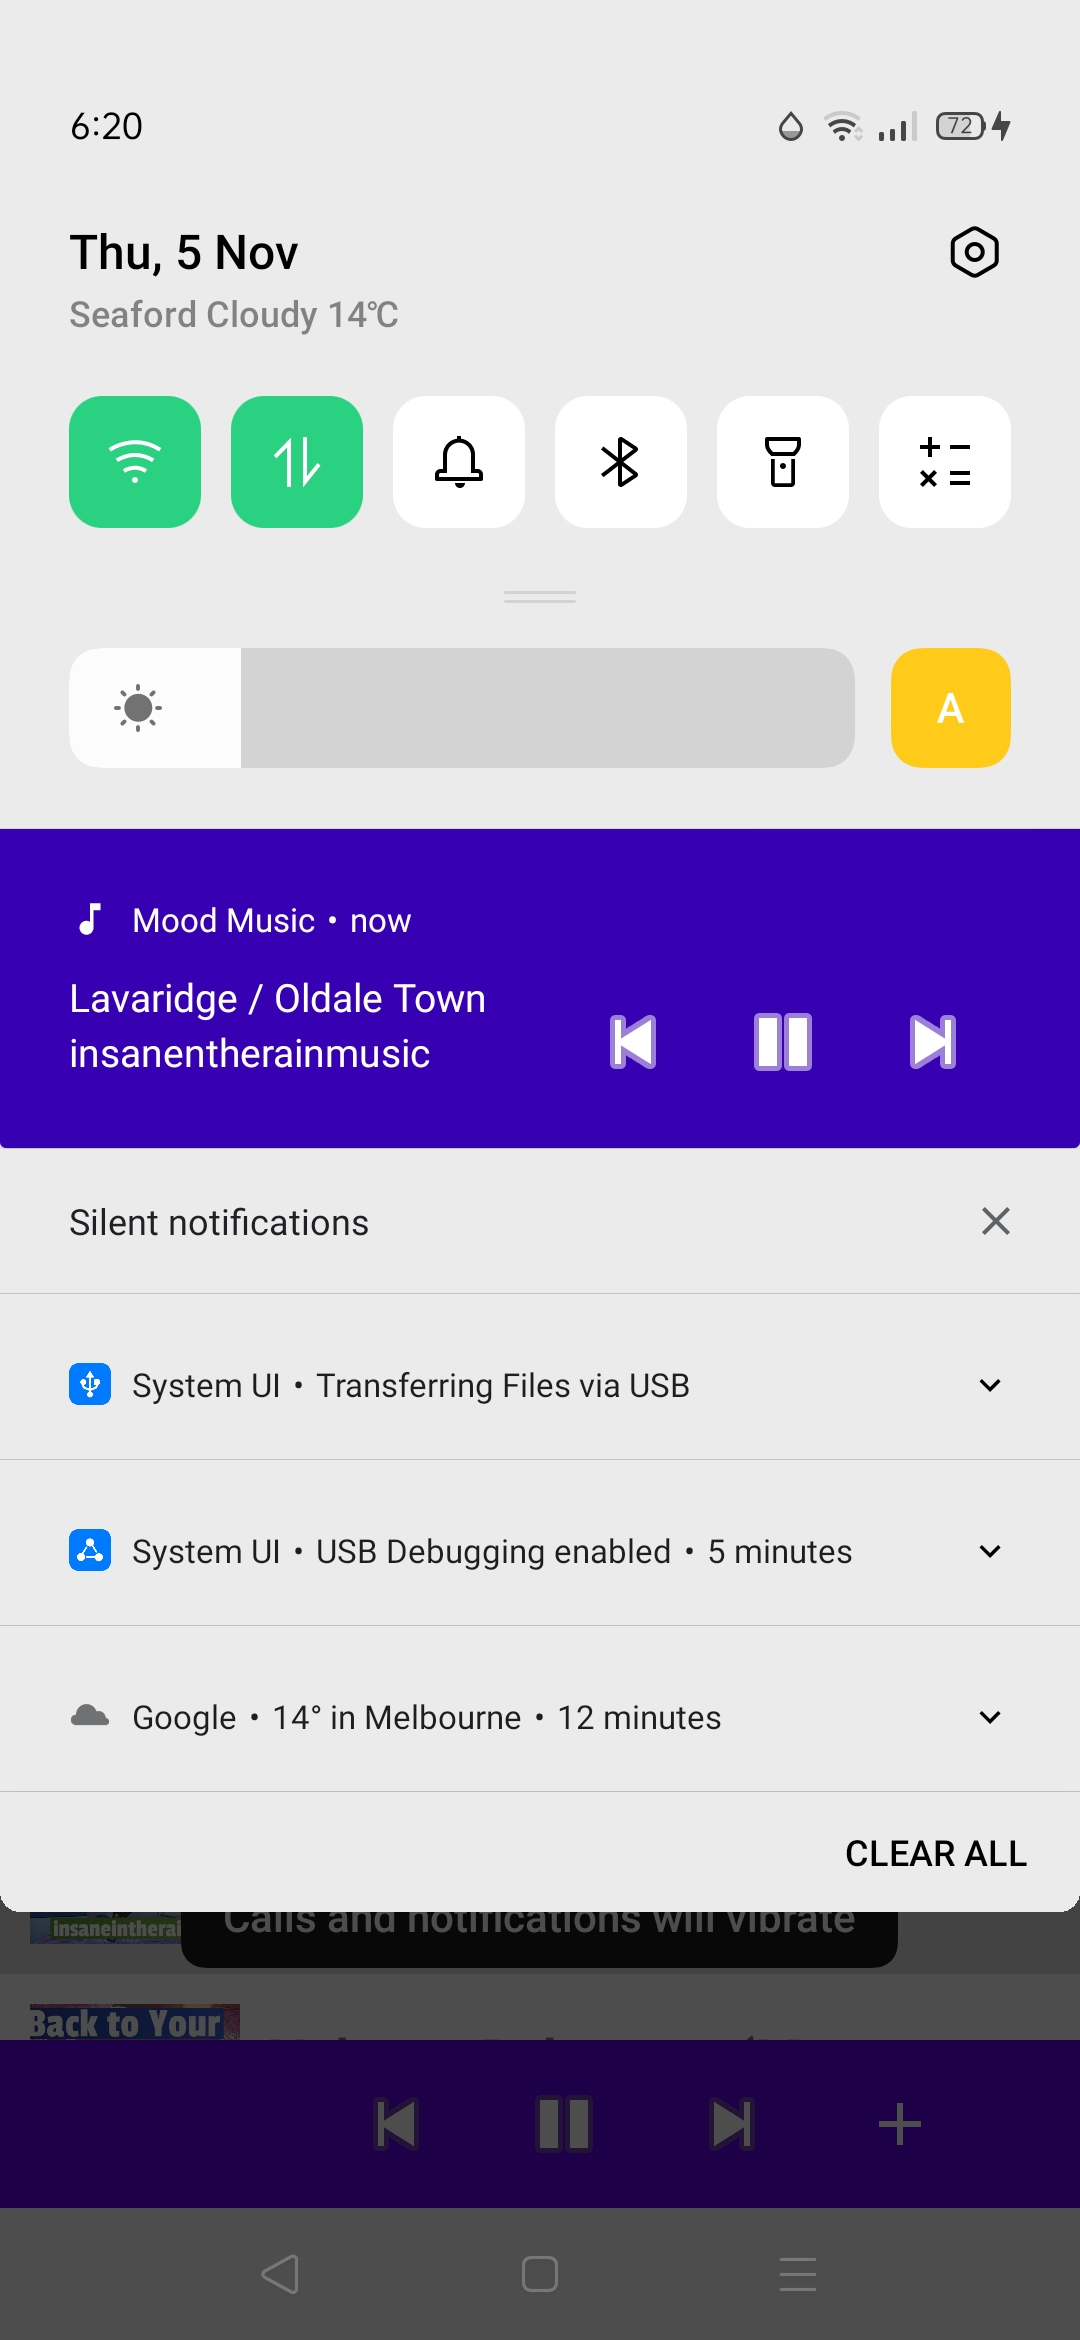 6:20
72
Thu, 5 Nov
Seaford Cloudy 14℃
A
Mood Music • now
Lavaridge / Oldale Town
insanentherainmusic
Silent notifications
System UI • Transferring Files via USB
System UI • USB Debugging enabled • 5 minutes
Google • 14° in Melbourne • 12 minutes
CLEAR ALL
insaneintherai
Calls and notifications will vibrate
Back to Your